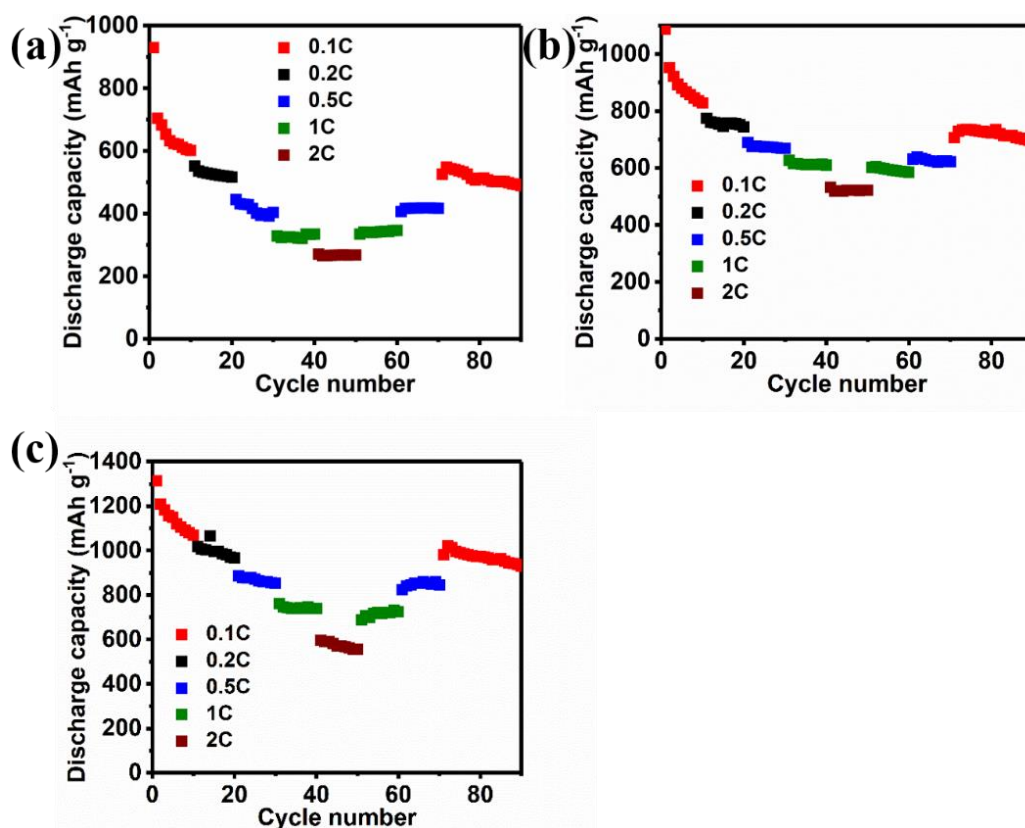 (a)
Discharge capacity (mAh g⁻¹)
1000
800
600
400
200
0
0 20 40 60 80
Cycle number
0.1C
0.2C
0.5C
1C
2C
(b)
Discharge capacity (mAh g⁻¹)
1000
800
600
400
200
0
0 20 40 60 80
Cycle number
0.1C
0.2C
0.5C
1C
2C
(c)
Discharge capacity (mAh g⁻¹)
1400
1200
1000
800
600
400
200
0
0 20 40 60 80
Cycle number
0.1C
0.2C
0.5C
1C
2C